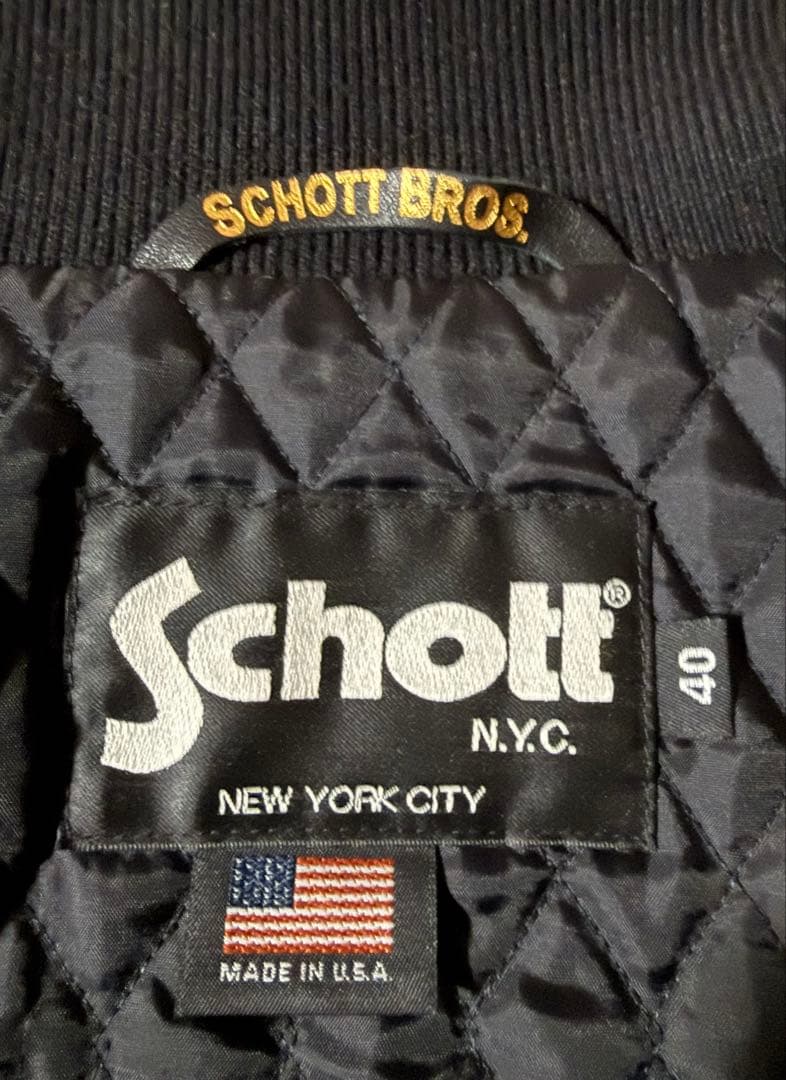 SCHOTT BROS.
Schott®
N.Y.C.
NEW YORK CITY
40
MADE IN U.S.A.